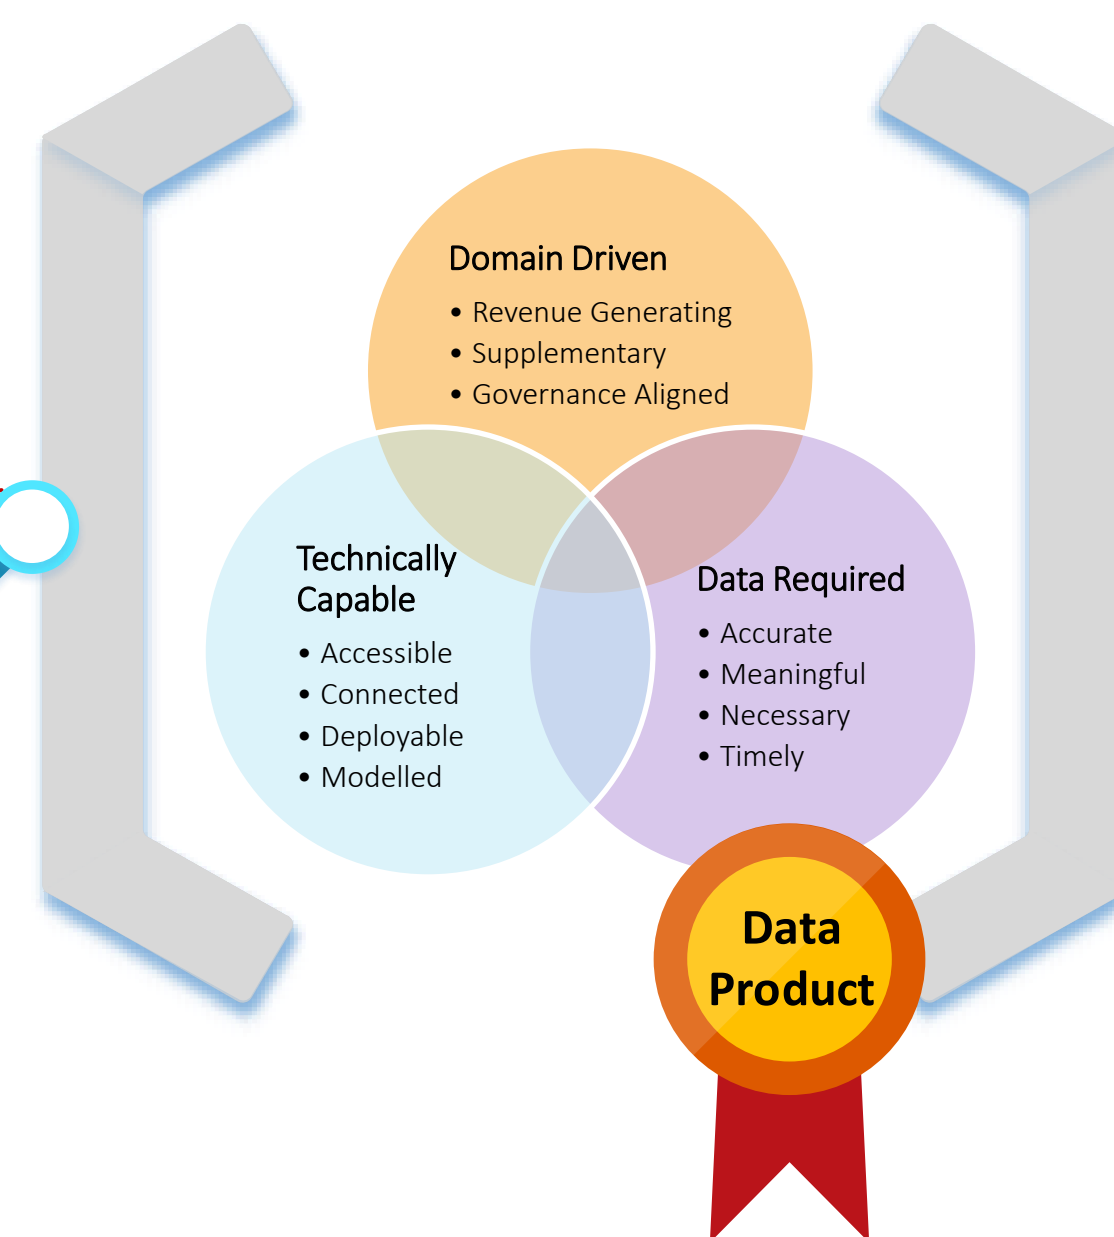 Domain Driven
• Revenue Generating
• Supplementary
• Governance Aligned
Technically
Capable
• Accessible
• Connected
• Deployable
• Modelled
Data Required
• Accurate
• Meaningful
• Necessary
• Timely
Data
Product